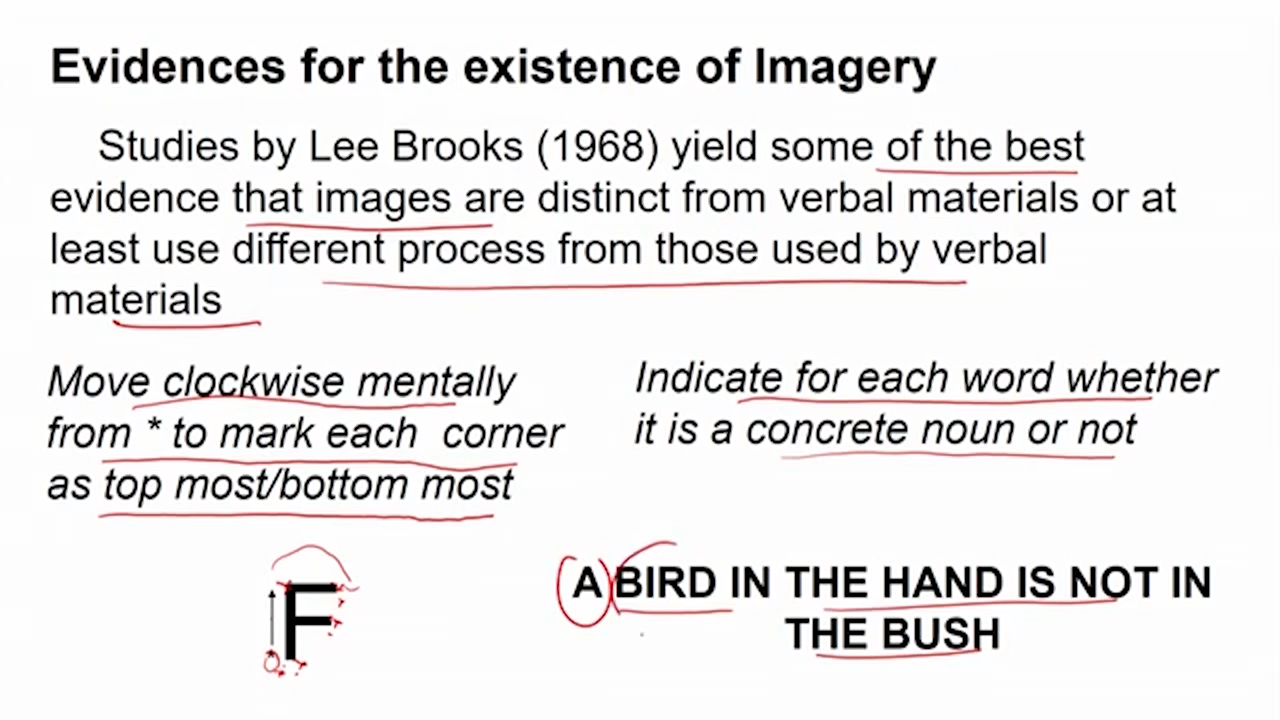 Evidences for the existence of Imagery
Studies by Lee Brooks (1968) yield some of the best
evidence that images are distinct from verbal materials or at
least use different process from those used by verbal
materials
Move clockwise mentally
from * to mark each corner
as top most/bottom most
Indicate for each word whether
it is a concrete noun or not
F
*
A BIRD IN THE HAND IS NOT IN
THE BUSH